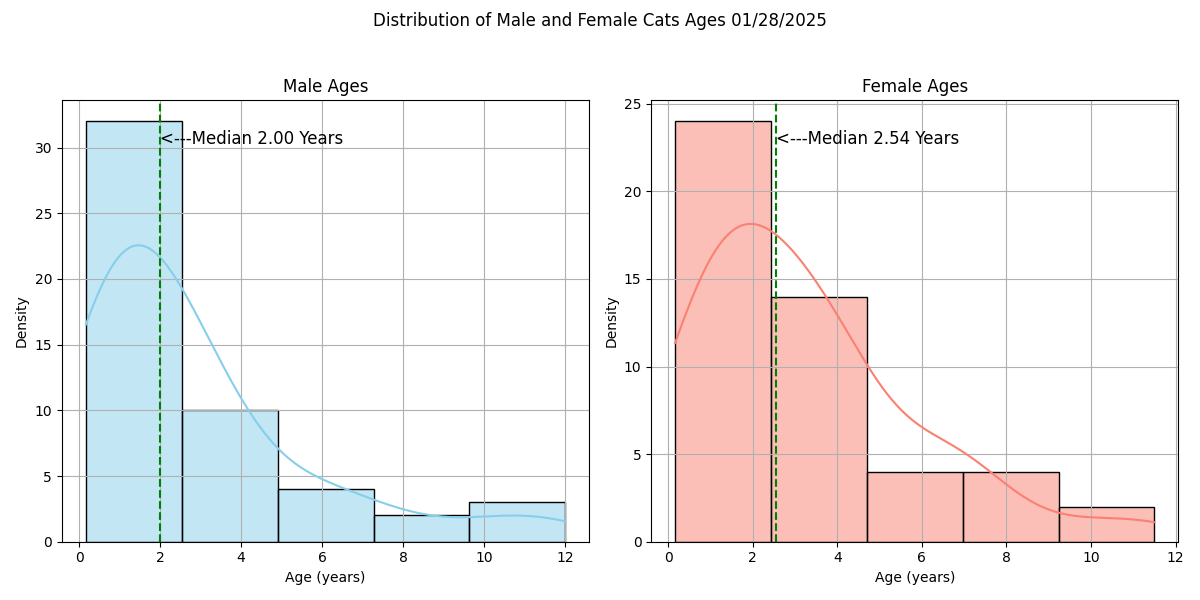 Distribution of Male and Female Cats Ages 01/28/2025
Male Ages
<---Median 2.00 Years
Density
30
25
20
15
10
5
0
0 2 4 6 8 10 12
Age (years)
Female Ages
<---Median 2.54 Years
Density
25
20
15
10
5
0
0 2 4 6 8 10 12
Age (years)